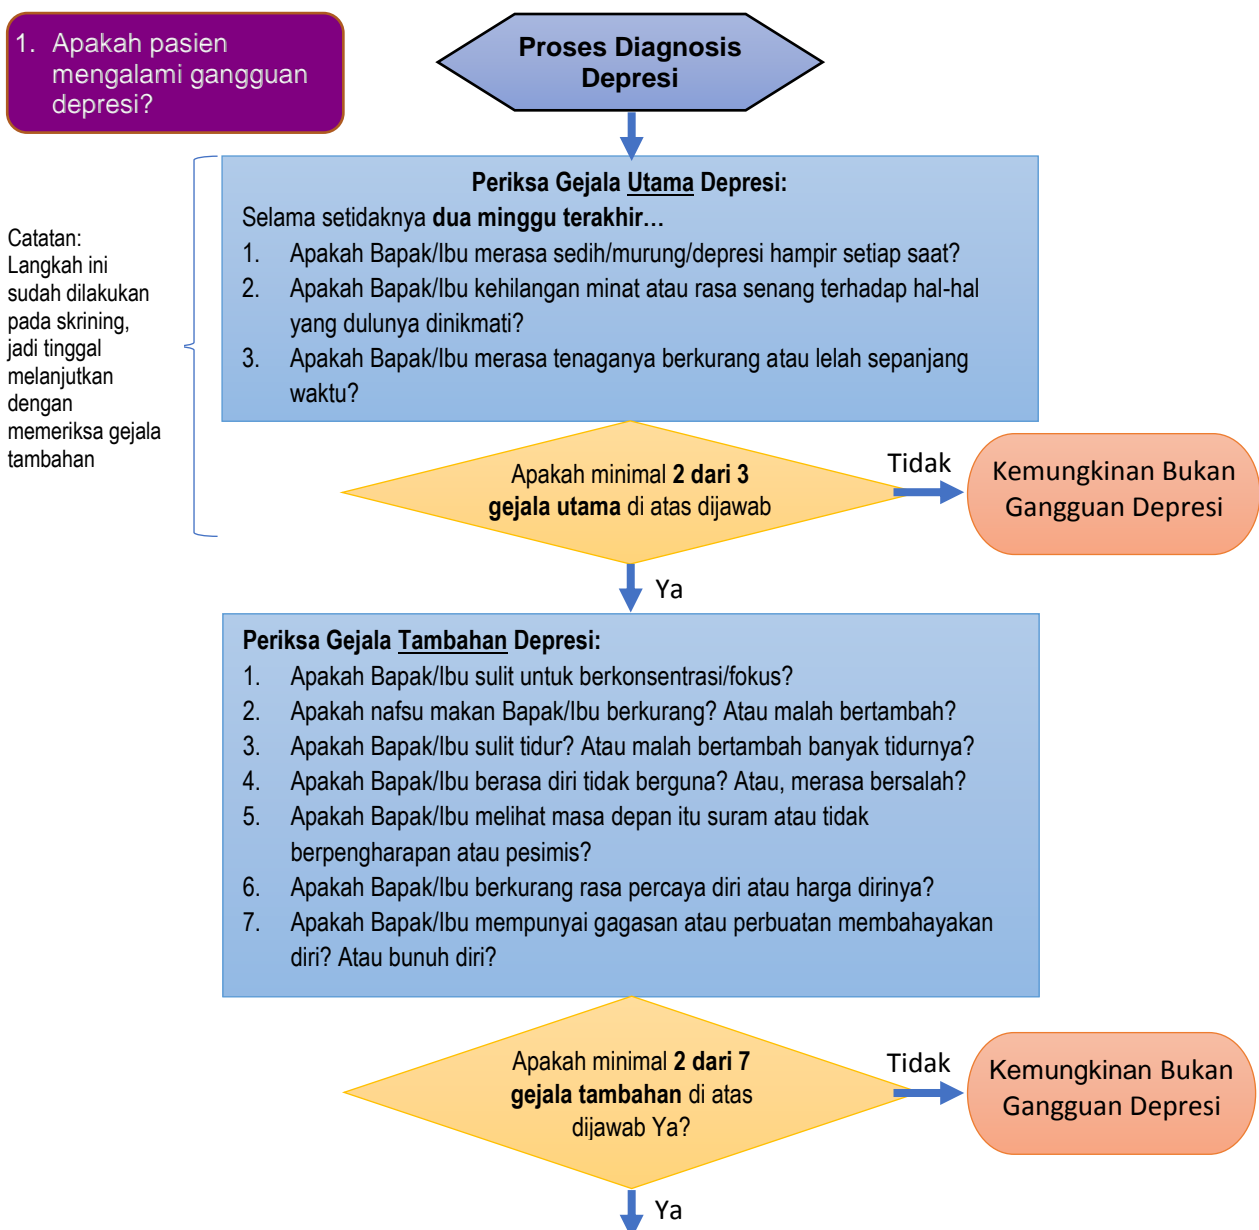 1. Apakah pasien
mengalami gangguan
depresi?
Proses Diagnosis
Depresi
Catatan:
Langkah ini
sudah dilakukan
pada skrining,
jadi tinggal
melanjutkan
dengan
memeriksa gejala
tambahan
Periksa Gejala Utama Depresi:
Selama setidaknya dua minggu terakhir…
1. Apakah Bapak/Ibu merasa sedih/murung/depresi hampir setiap saat?
2. Apakah Bapak/Ibu kehilangan minat atau rasa senang terhadap hal-hal
yang dulunya dinikmati?
3. Apakah Bapak/Ibu merasa tenaganya berkurang atau lelah sepanjang
waktu?
Apakah minimal 2 dari 3
gejala utama di atas dijawab
Tidak
Kemungkinan Bukan
Gangguan Depresi
Ya
Periksa Gejala Tambahan Depresi:
1. Apakah Bapak/Ibu sulit untuk berkonsentrasi/fokus?
2. Apakah nafsu makan Bapak/Ibu berkurang? Atau malah bertambah?
3. Apakah Bapak/Ibu sulit tidur? Atau malah bertambah banyak tidurnya?
4. Apakah Bapak/Ibu berasa diri tidak berguna? Atau, merasa bersalah?
5. Apakah Bapak/Ibu melihat masa depan itu suram atau tidak
berpengharapan atau pesimis?
6. Apakah Bapak/Ibu berkurang rasa percaya diri atau harga dirinya?
7. Apakah Bapak/Ibu mempunyai gagasan atau perbuatan membahayakan
diri? Atau bunuh diri?
Apakah minimal 2 dari 7
gejala tambahan di atas
dijawab Ya?
Tidak
Kemungkinan Bukan
Gangguan Depresi
Ya